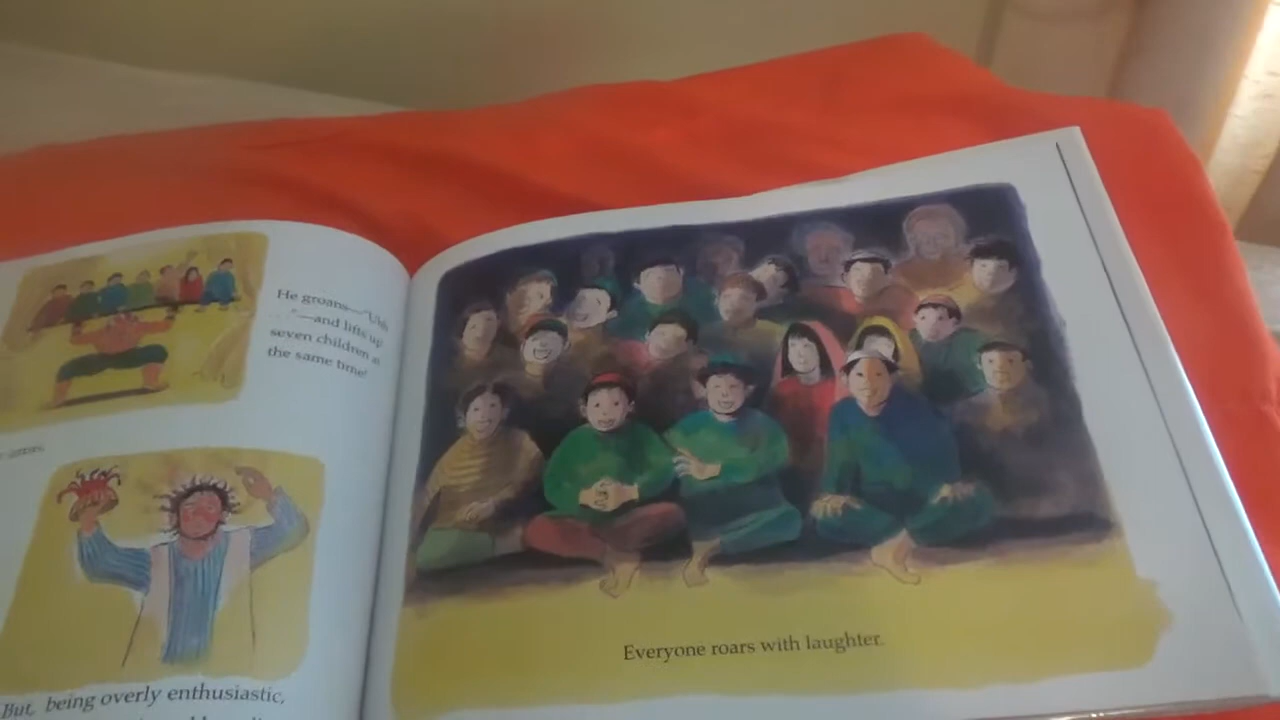 He groans—"Uhh
"—and lifts up
seven children at
the same time!
But, being overly enthusiastic,
Everyone roars with laughter.